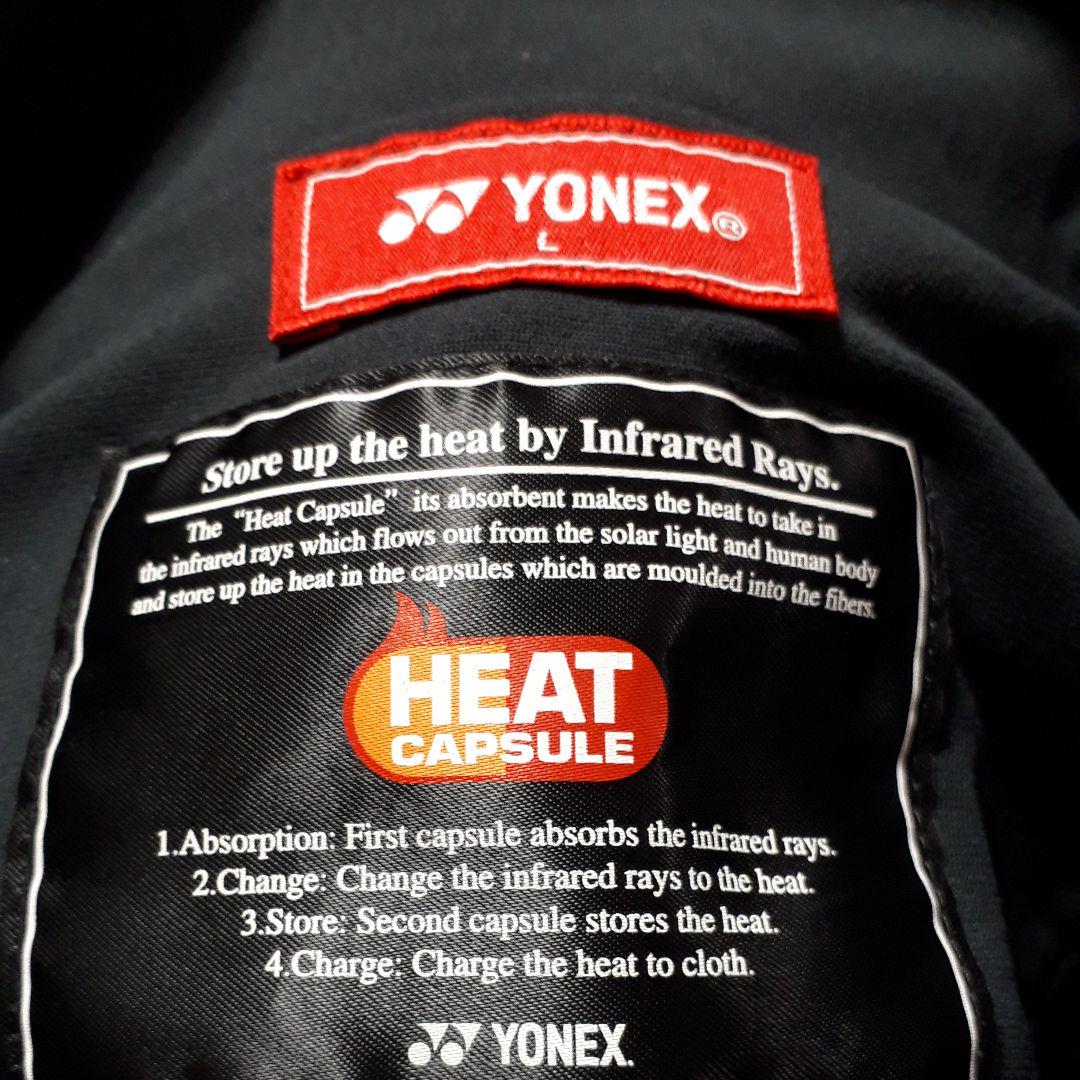 YONEX®
L
Store up the heat by Infrared Rays.
The "Heat Capsule" its absorbent makes the heat to take in
the infrared rays which flows out from the solar light and human body
and store up the heat in the capsules which are moulded into the fibers.
HEAT
CAPSULE
1.Absorption: First capsule absorbs the infrared rays.
2.Change: Change the infrared rays to the heat.
3.Store: Second capsule stores the heat.
4.Charge: Charge the heat to cloth.
YONEX.